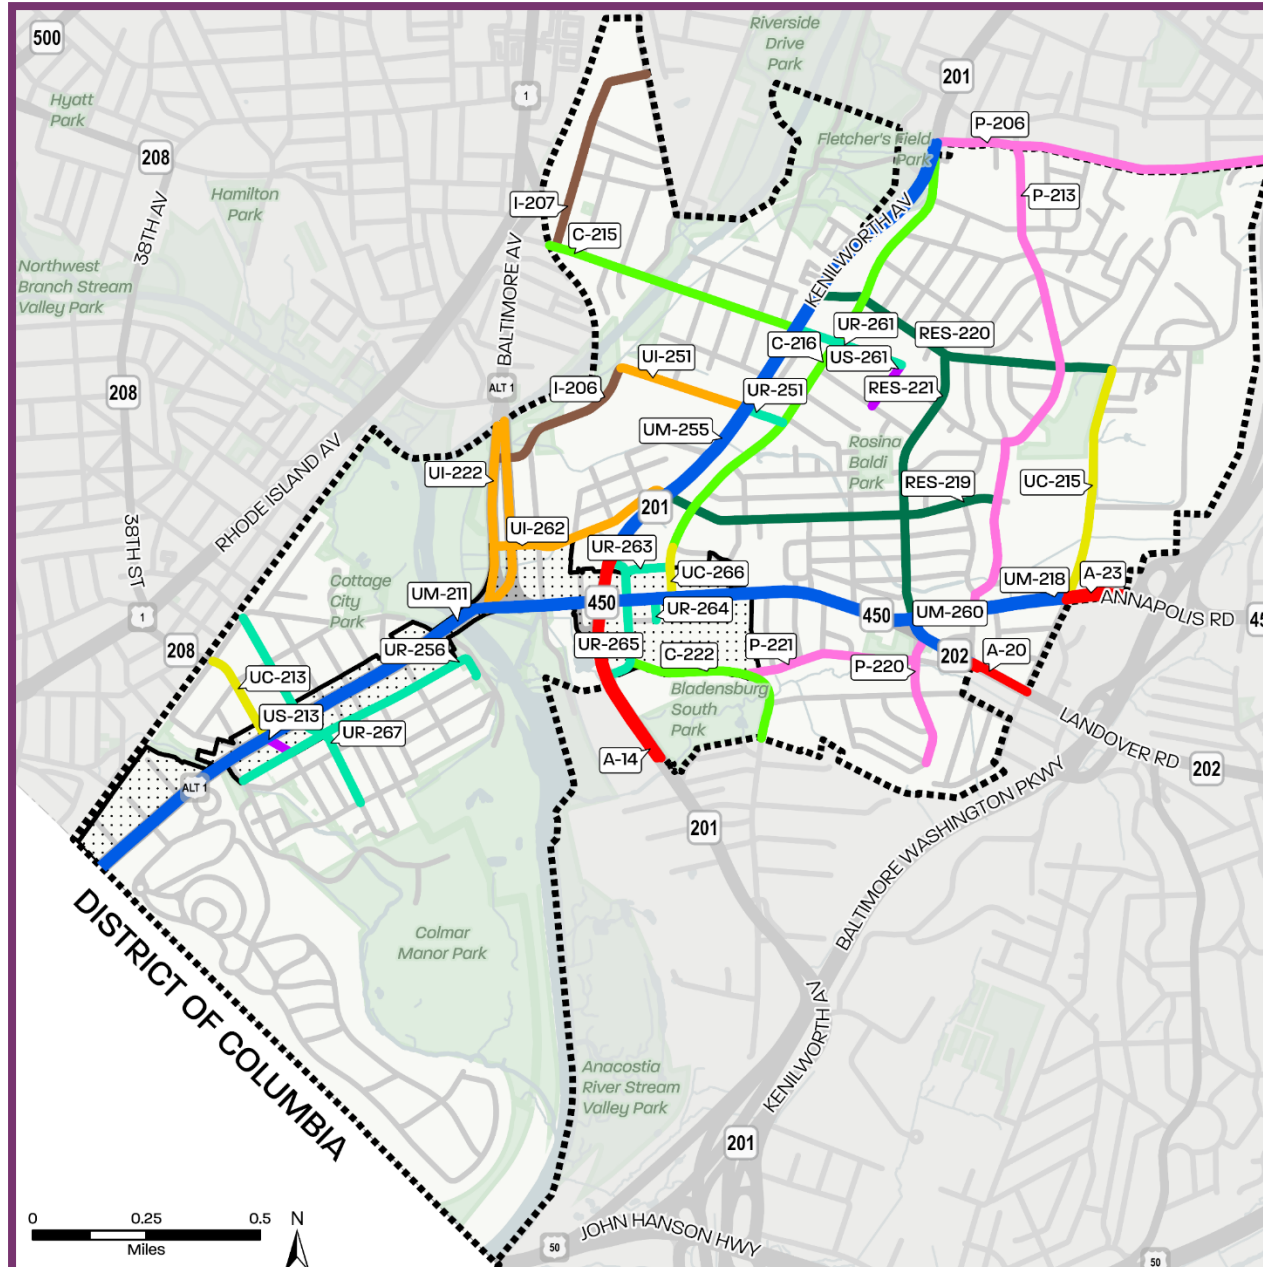 500
Riverside
Drive
Park
201
1
Hyatt
Park
P-206
208
Fletcher's Field
Park
Hamilton
Park
38TH AV
I-207
P-213
C-215
KENILWORTH AV
Northwest
Branch Stream
Valley Park
BALTIMORE AV
UR-261
C-216
RES-220
US-261
UI-251
208
ALT 1
I-206
UR-251
RES-221
UM-255
Rosina
Baldi
Park
RHODE ISLAND AV
UI-222
RES-219
UC-215
201
38TH ST
UI-262
UR-263
Cottage
City
Park
UC-266
UM-218
A-23
UM-211
450
UR-264
450
UM-260
ANNAPOLIS RD
45
1
208
UR-256
UR-265
C-222
P-221
202
A-20
P-220
UC-213
Bladensburg
South
Park
US-213
UR-267
LANDOVER RD
202
A-14
ALT 1
201
BALTIMORE WASHINGTON PKWY
DISTRICT OF COLUMBIA
Colmar
Manor Park
KENILWORTH AV
KENILWORTH AV
Anacostia
River Stream
Valley Park
201
0
0.25
0.5
Miles
N
JOHN HANSON HWY
50
50